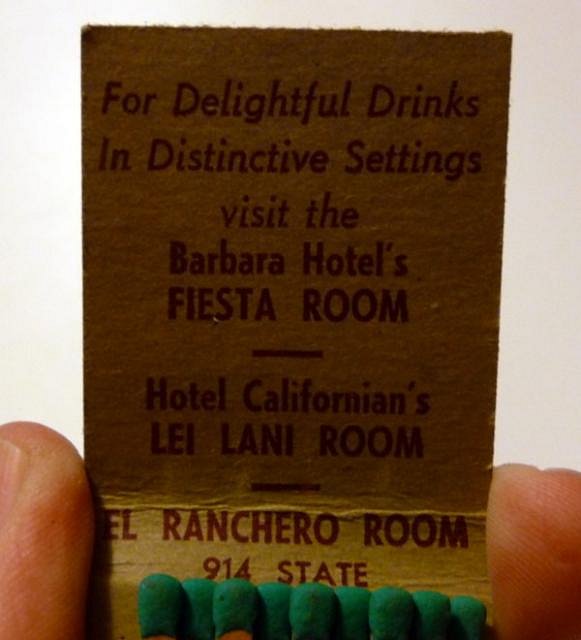 For Delightful Drinks
In Distinctive Settings
visit the
Barbara Hotel's
FIESTA ROOM
Hotel Californian's
LEI LANI ROOM
EL RANCHERO ROOM
914 STATE